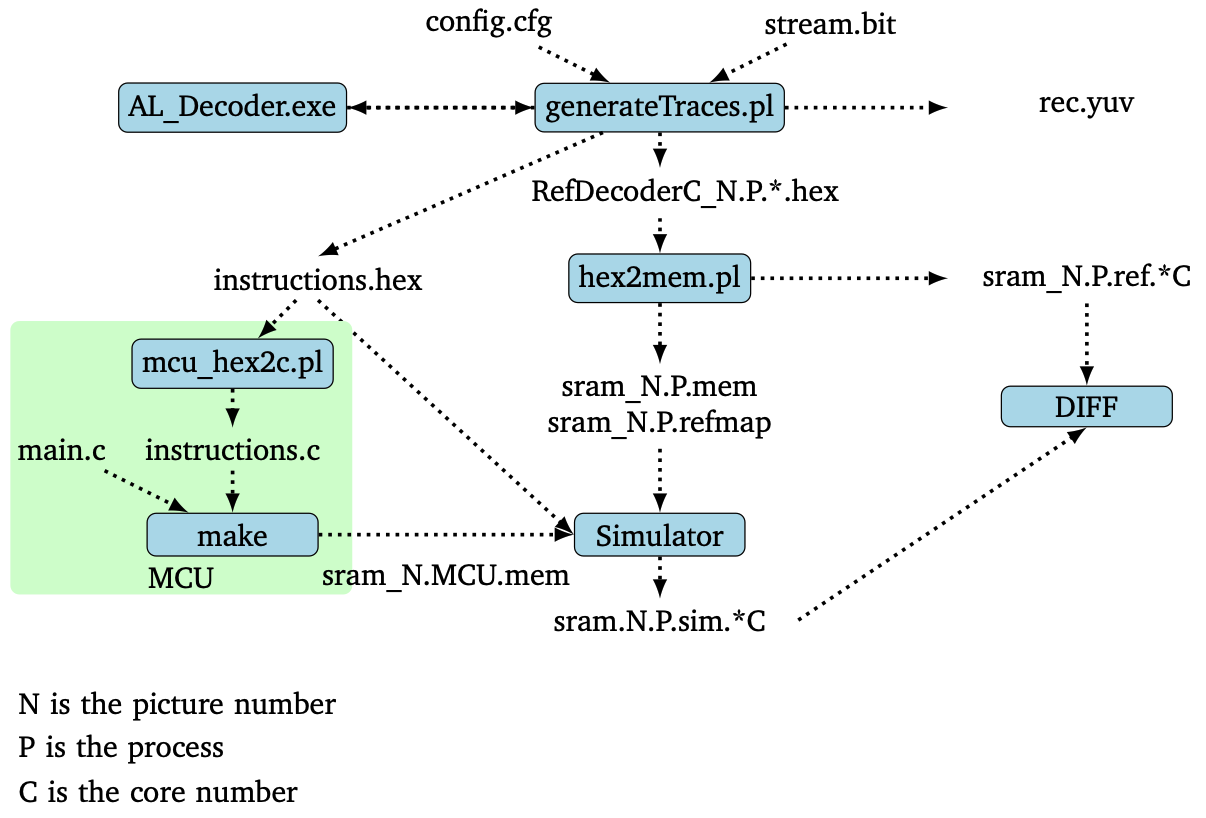 config.cfg
stream.bit
AL_Decoder.exe
generateTraces.pl
rec.yuv
RefDecoderC_N.P.*.hex
instructions.hex
hex2mem.pl
sram_N.P.ref.*C
mcu_hex2c.pl
sram_N.P.mem
sram_N.P.refmap
DIFF
main.c
instructions.c
make
Simulator
MCU
sram_N.MCU.mem
sram.N.P.sim.*C
N is the picture number
P is the process
C is the core number